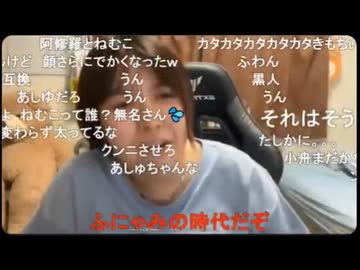 阿修羅とねむこ
カタカタカタカタカタきもちい
んけど 顔さらにでかくなったw
ふわん
互換
うん
黒人
あしゅだろ
うん
うん
よ ねむこって誰？無名さん💦
それはそう
変わらず太ってるな
たしかに。。。
クンニさせろ
小舟まだかな
あしゅちゃんな
ふにゃみの時代だぞ